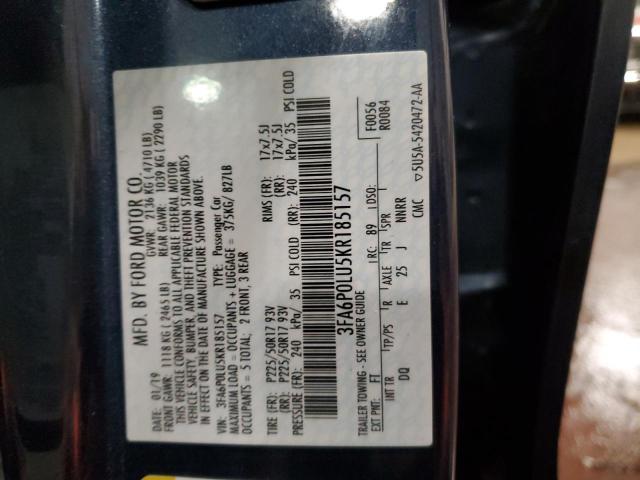 MFD. BY FORD MOTOR CO.
DATE: 01/19 GVWR: 2136 KG ( 4710 LB)
FRONT GAWR: 1118 KG ( 2465 LB) REAR GAWR: 1039 KG ( 2290 LB)
THIS VEHICLE CONFORMS TO ALL APPLICABLE FEDERAL MOTOR
VEHICLE SAFETY, BUMPER, AND THEFT PREVENTION STANDARDS
IN EFFECT ON THE DATE OF MANUFACTURE SHOWN ABOVE.
VIN: 3FA6P0LU5KR185157 TYPE: Passenger Car
MAXIMUM LOAD = OCCUPANTS + LUGGAGE = 375KG/ 827LB
OCCUPANTS = 5 TOTAL; 2 FRONT, 3 REAR
TIRE (FR): P225/50R17 93V RIMS (FR): 17x7.5J
(RR): P225/50R17 93V (RR): 17x7.5J
PRESSURE (FR): 240 kPa/ 35 PSI COLD (RR): 240 kPa/ 35 PSI COLD
3FA6P0LU5KR185157
TRAILER TOWING - SEE OWNER GUIDE F0056
R0084
EXT PNT: FT RC: 89 DSO:
INT TR TP/PS R AXLE TR SPR
DQ E 25 J NNRR
CMC ▽5U5A-5420472-AA